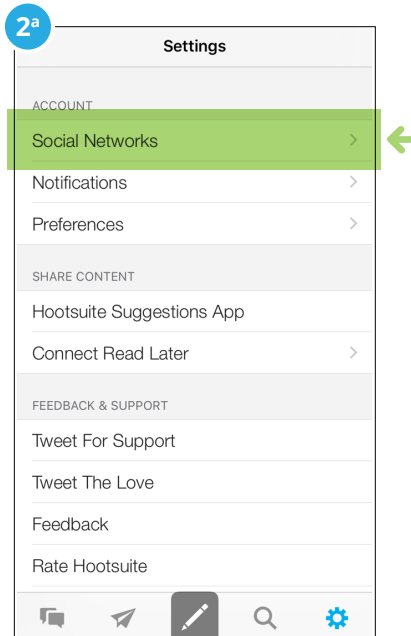 2a
Settings
ACCOUNT
Social Networks
Notifications
Preferences
SHARE CONTENT
Hootsuite Suggestions App
Connect Read Later
FEEDBACK & SUPPORT
Tweet For Support
Tweet The Love
Feedback
Rate Hootsuite